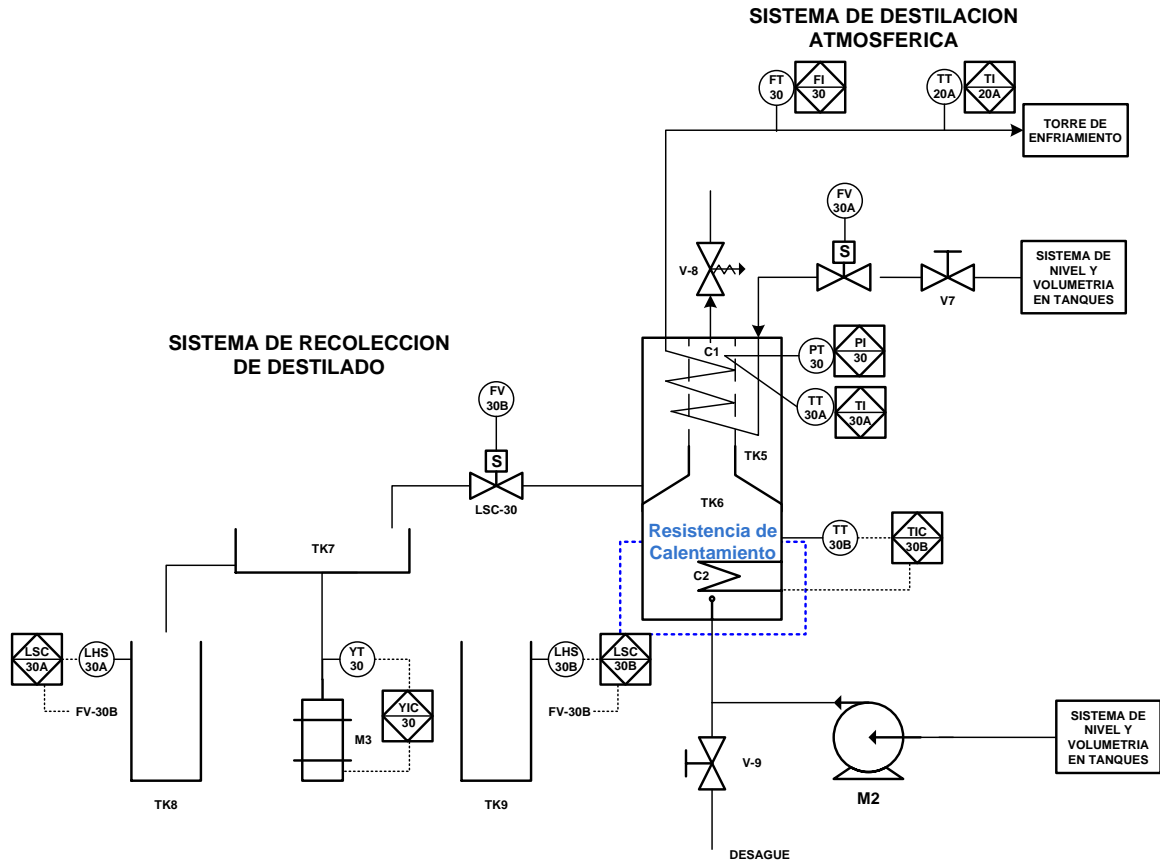 SISTEMA DE DESTILACION
ATMOSFERICA
FT
30
FI
30
TT
20A
TI
20A
TORRE DE
ENFRIAMIENTO
FV
30A
S
V-8
V7
SISTEMA DE
NIVEL Y
VOLUMETRIA
EN TANQUES
SISTEMA DE RECOLECCION
DE DESTILADO
C1
PT
30
PI
30
TT
30A
TI
30A
FV
30B
S
LSC-30
TK5
TK6
TK7
Resistencia de
Calentamiento
TT
30B
TIC
30B
C2
LSC
30A
LHS
30A
FV-30B
YT
30
YIC
30
M3
LHS
30B
LSC
30B
FV-30B
TK8
TK9
V-9
M2
SISTEMA DE
NIVEL Y
VOLUMETRIA
EN TANQUES
DESAGUE